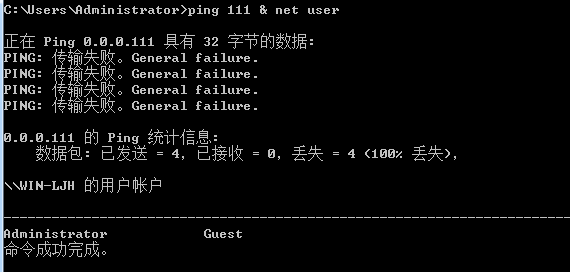 C:\Users\Administrator>ping 111 & net user
正在 Ping 0.0.0.111 具有 32 字节的数据:
PING: 传输失败。General failure.
PING: 传输失败。General failure.
PING: 传输失败。General failure.
PING: 传输失败。General failure.
0.0.0.111 的 Ping 统计信息:
数据包: 已发送 = 4, 已接收 = 0, 丢失 = 4 (100% 丢失),
\\WIN-LJH 的用户帐户
-------------------------------------------------------------------------------
Administrator Guest
命令成功完成。